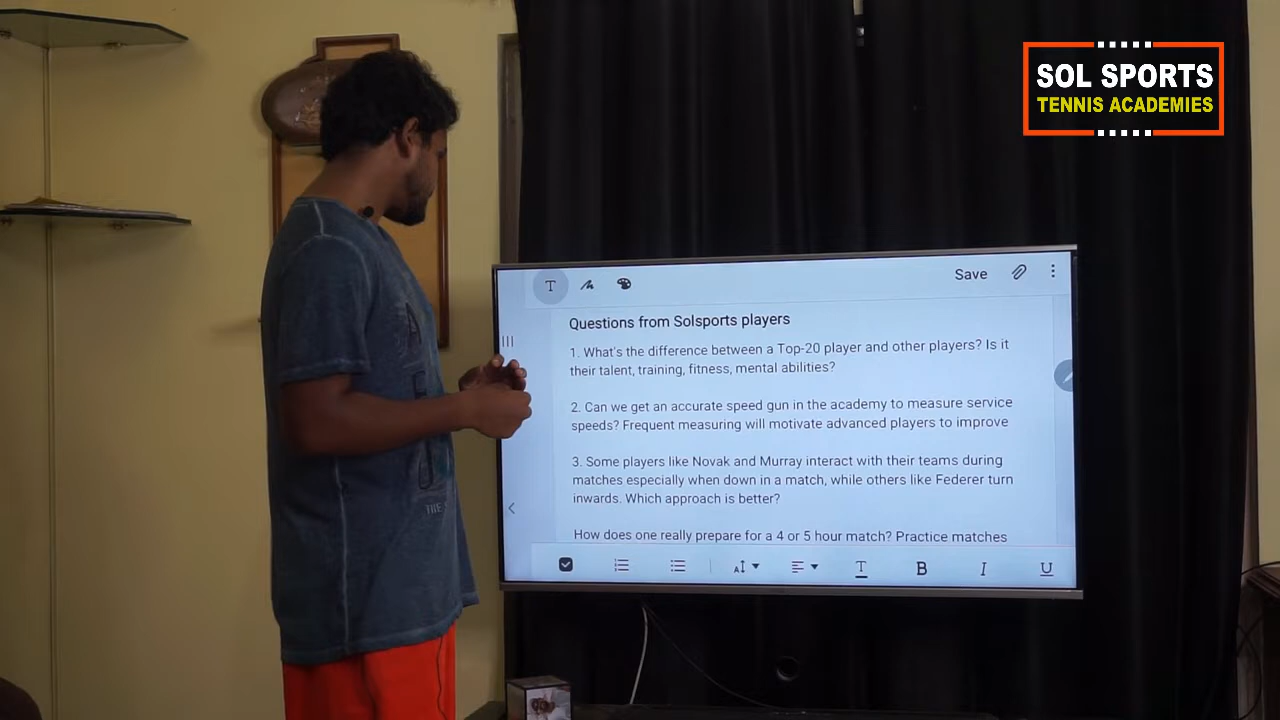 SOL SPORTS
TENNIS ACADEMIES
T
Save
Questions from Solsports players
1. What's the difference between a Top-20 player and other players? Is it
their talent, training, fitness, mental abilities?
2. Can we get an accurate speed gun in the academy to measure service
speeds? Frequent measuring will motivate advanced players to improve
3. Some players like Novak and Murray interact with their teams during
matches especially when down in a match, while others like Federer turn
inwards. Which approach is better?
How does one really prepare for a 4 or 5 hour match? Practice matches
A T B I U